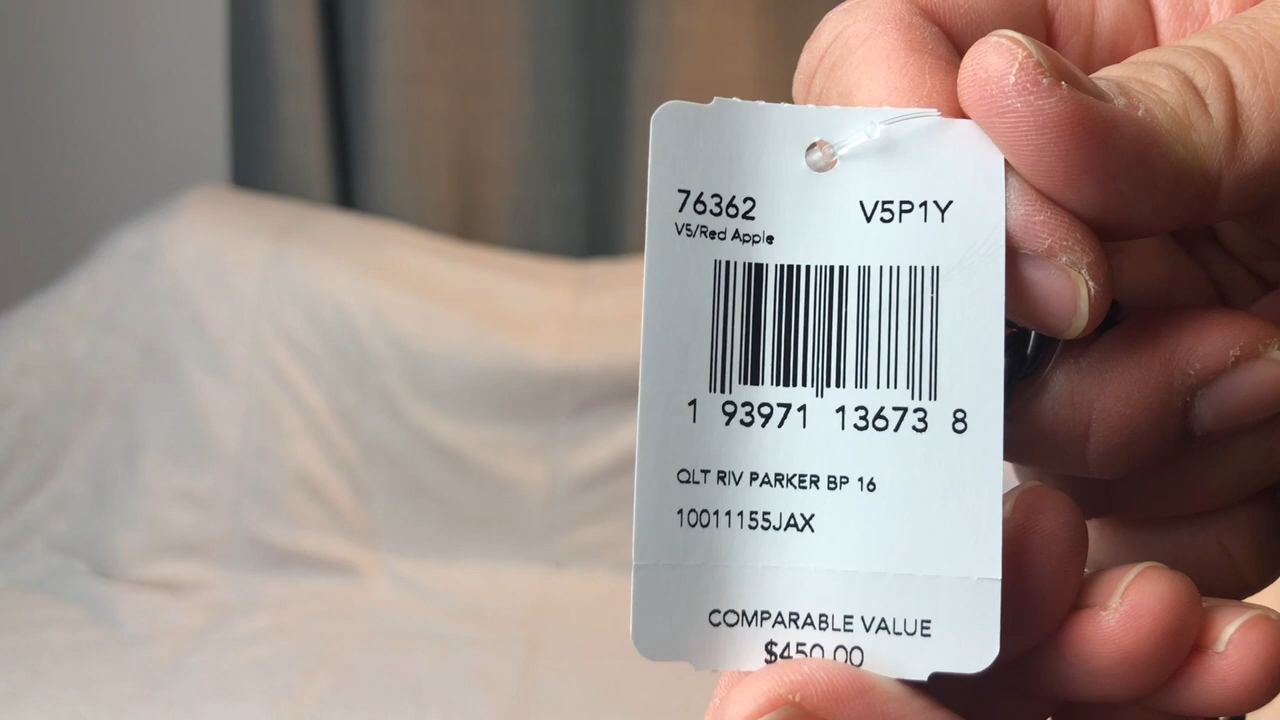 76362 V5P1Y
V5/Red Apple
1 93971 13673 8
QLT RIV PARKER BP 16
10011155JAX
COMPARABLE VALUE
$450.00